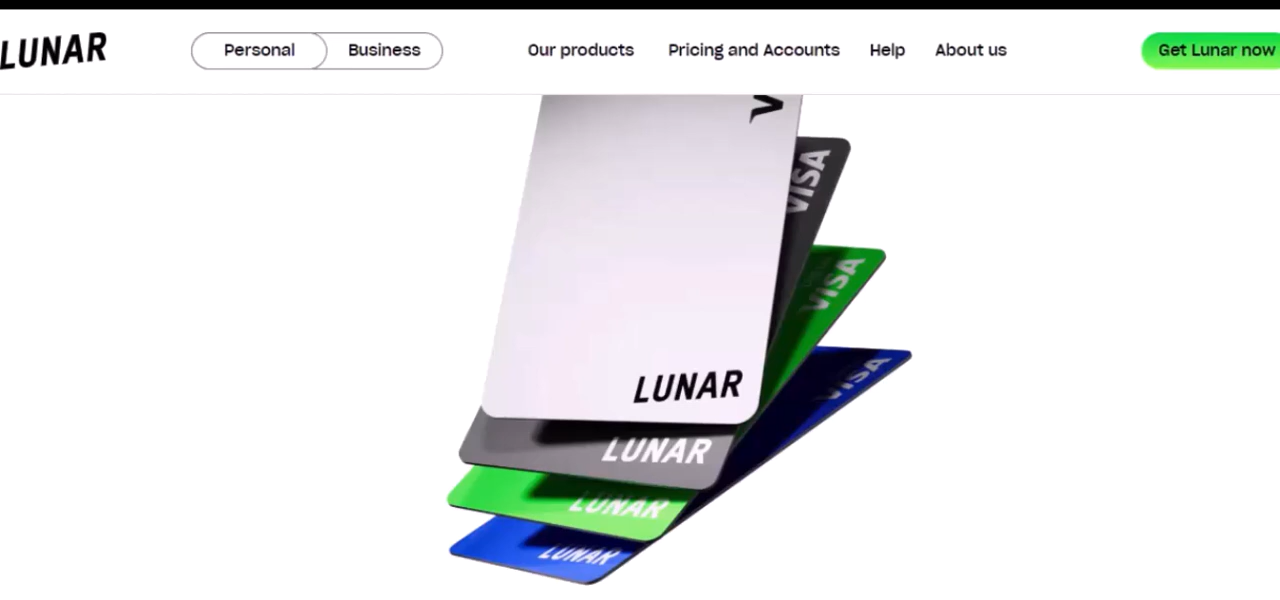 LUNAR
Personal
Business
Our products
Pricing and Accounts
Help
About us
Get Lunar now
VISA
VISA
VISA
LUNAR
LUNAR
LUNAR
LUNAR